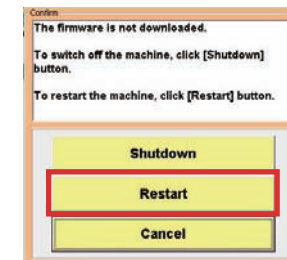 Confirm
The firmware is not downloaded.
To switch off the machine, click [Shutdown]
button.
To restart the machine, click [Restart] button.
Shutdown
Restart
Cancel